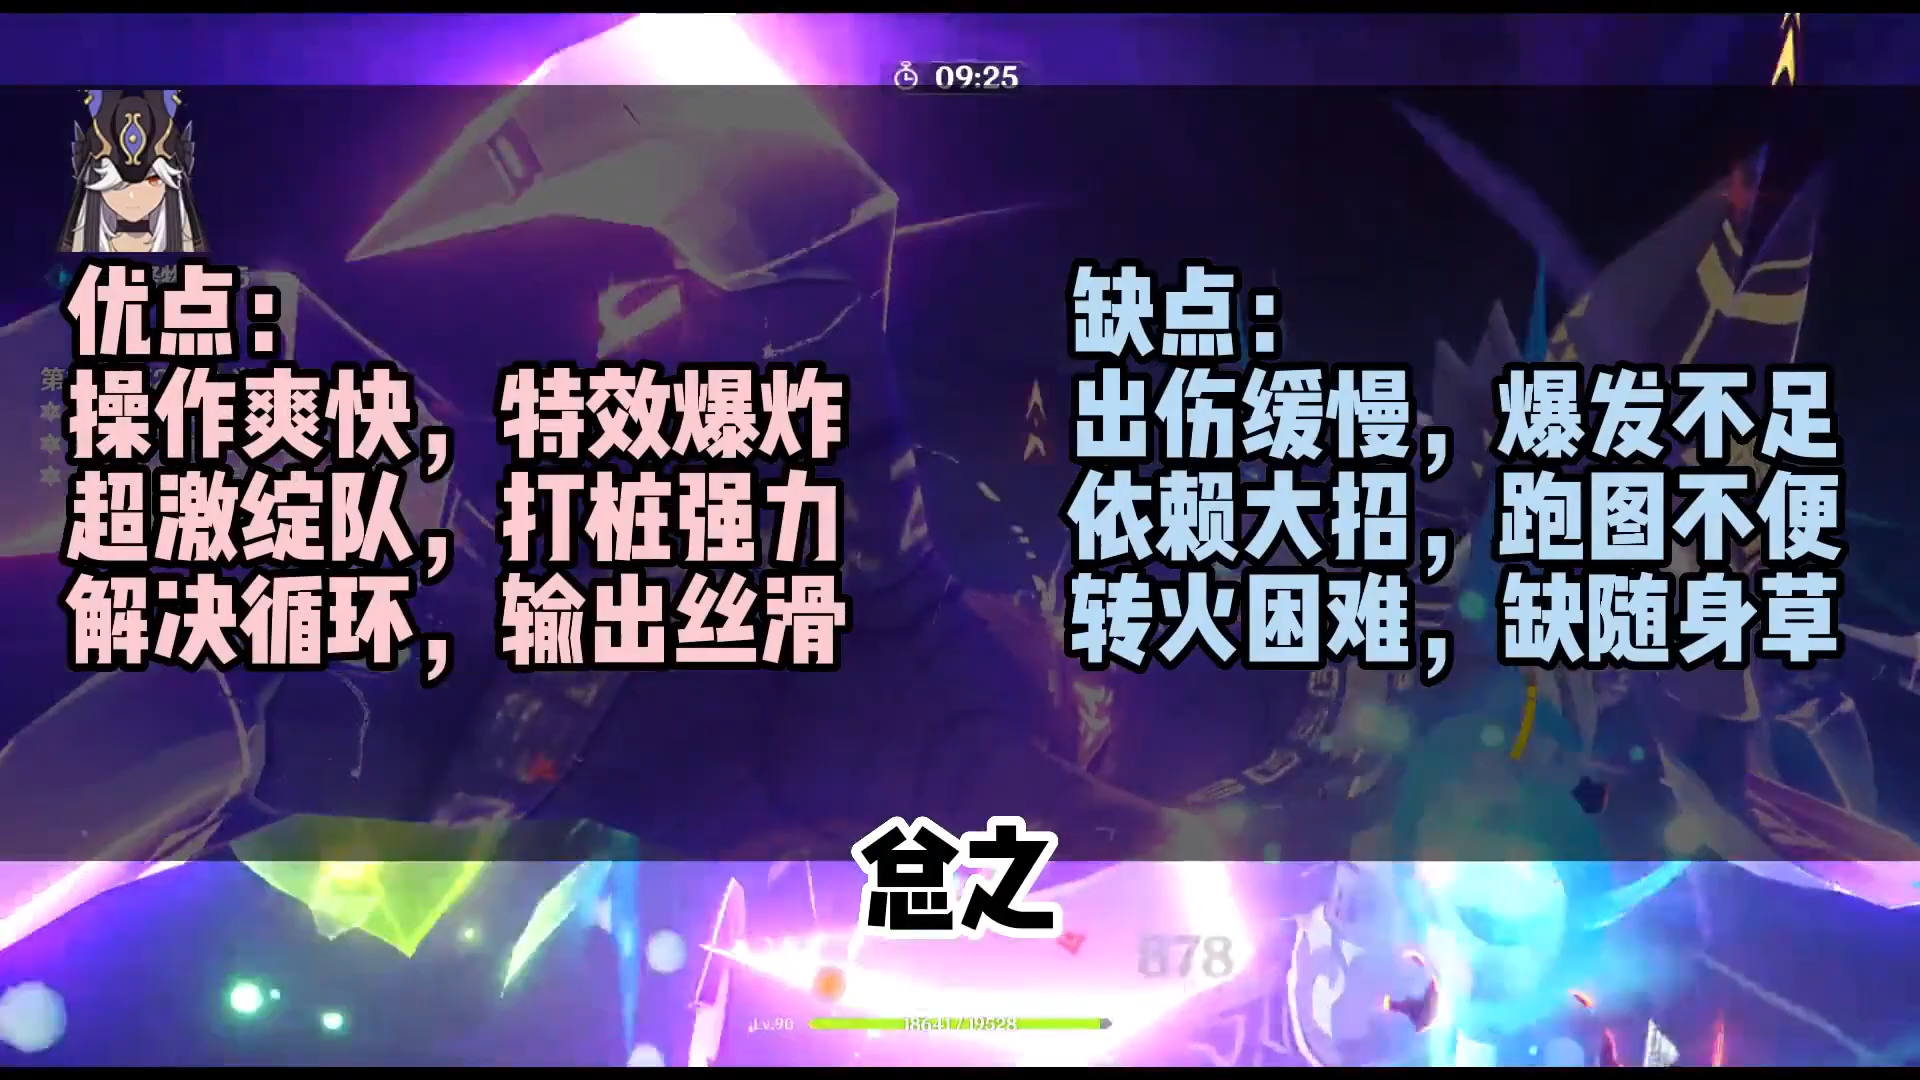 09:25
优点：
操作爽快，特效爆炸
超激绽队，打桩强力
解决循环，输出丝滑
缺点：
出伤缓慢，爆发不足
依赖大招，跑图不便
转火困难，缺随身草
总之
878
Lv.90 18641/19528